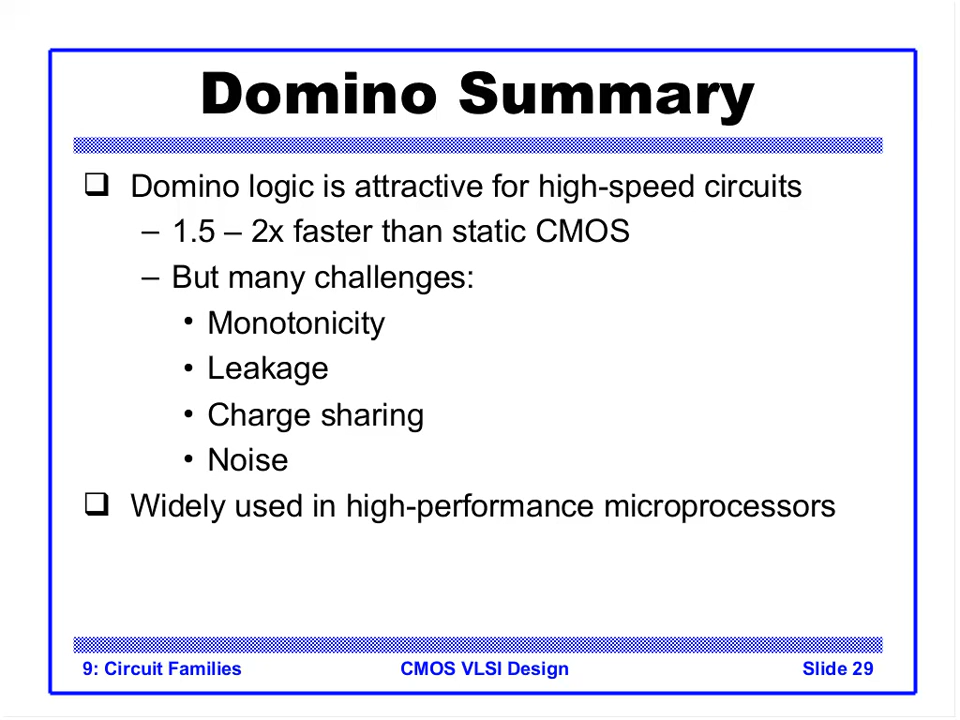 Domino Summary
❑ Domino logic is attractive for high-speed circuits
– 1.5 – 2x faster than static CMOS
– But many challenges:
• Monotonicity
• Leakage
• Charge sharing
• Noise
❑ Widely used in high-performance microprocessors
9: Circuit Families CMOS VLSI Design Slide 29